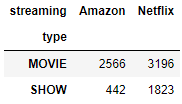 streaming Amazon Netflix
type
MOVIE 2566 3196
SHOW 442 1823